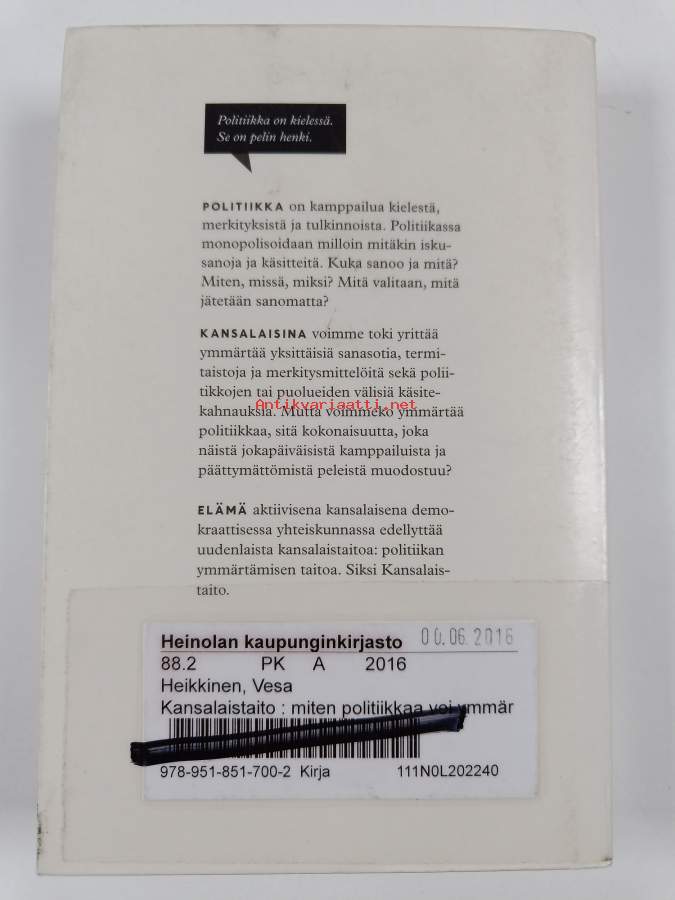 Politiikka on kielessä.
Se on pelin henki.
POLITIIKKA on kamppailua kielestä,
merkityksistä ja tulkinnoista. Politiikassa
monopolisoidaan milloin mitäkin isku-
sanoja ja käsitteitä. Kuka sanoo ja mitä?
Miten, missä, miksi? Mitä valitaan, mitä
jätetään sanomatta?
KANSALAISINA voimme toki yrittää
ymmärtää yksittäisiä sanasotia, termi-
taistoja ja merkitysmittelöitä sekä polii-
tikkojen tai puolueiden välisiä käsite-
Antikvariaatti.net
kahnauksia. Mutta voimmeko ymmärtää
politiikkaa, sitä kokonaisuutta, joka
näistä jokapäiväisistä kamppailuista ja
päättymättömistä peleistä muodostuu?
ELÄMÄ aktiivisena kansalaisena demo-
kraattisessa yhteiskunnassa edellyttää
uudenlaista kansalaistaitoa: politiikan
ymmärtämisen taitoa. Siksi Kansalais-
taito.
Heinolan kaupunginkirjasto 00.06.2016
88.2 PK A 2016
Heikkinen, Vesa
Kansalaistaito : miten politiikkaa voi ymmär
978-951-851-700-2 Kirja 111N0L202240